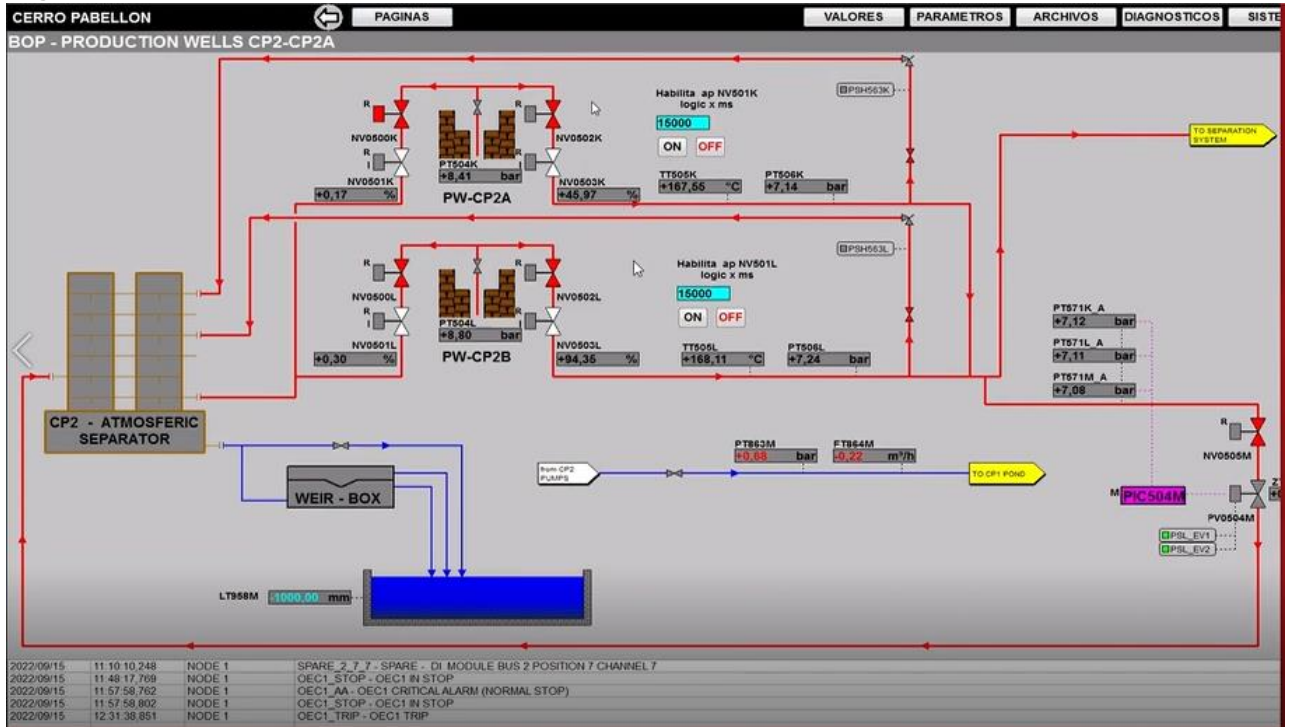 CERRO PABELLON
PAGINAS
VALORES
PARAMETROS
ARCHIVOS
DIAGNOSTICOS
SISTE
BOP - PRODUCTION WELLS CP2-CP2A
R
NV0500K
R
I
NV0501K
+0,17 %
PT504K
+8,41 bar
PW-CP2A
R
NV0502K
R
I
NV0503K
+45,97 %
Habilita ap NV501K
logic x ms
15000
ON OFF
TT505K
+167,55 °C
PT506K
+7,14 bar
PSH563K
TO SEPARATION
SYSTEM
R
NV0500L
R
I
NV0501L
+0,30 %
PT504L
+8,80 bar
PW-CP2B
R
NV0502L
R
I
NV0503L
+94,35 %
Habilita ap NV501L
logic x ms
15000
ON OFF
TT505L
+168,11 °C
PT506L
+7,24 bar
PSH563L
PT571K_A
+7,12 bar
PT571L_A
+7,11 bar
PT571M_A
+7,08 bar
CP2 - ATMOSFERIC
SEPARATOR
WEIR - BOX
from CP2
PUMPS
PT863M
+0,68 bar
FT864M
-0,22 m³/h
TO CP1 POND
R
NV0505M
M
PIC504M
PV0504M
PSL_EV1
PSL_EV2
LT958M
-1000,00 mm
2022/09/15 11:10:10,248 NODE 1 SPARE_2_7_7 - SPARE - DI MODULE BUS 2 POSITION 7 CHANNEL 7
2022/09/15 11:48:17,769 NODE 1 OEC1_STOP - OEC1 IN STOP
2022/09/15 11:57:58,762 NODE 1 OEC1_AA - OEC1 CRITICAL ALARM (NORMAL STOP)
2022/09/15 11:57:58,802 NODE 1 OEC1_STOP - OEC1 IN STOP
2022/09/15 12:31:38,851 NODE 1 OEC1_TRIP - OEC1 TRIP